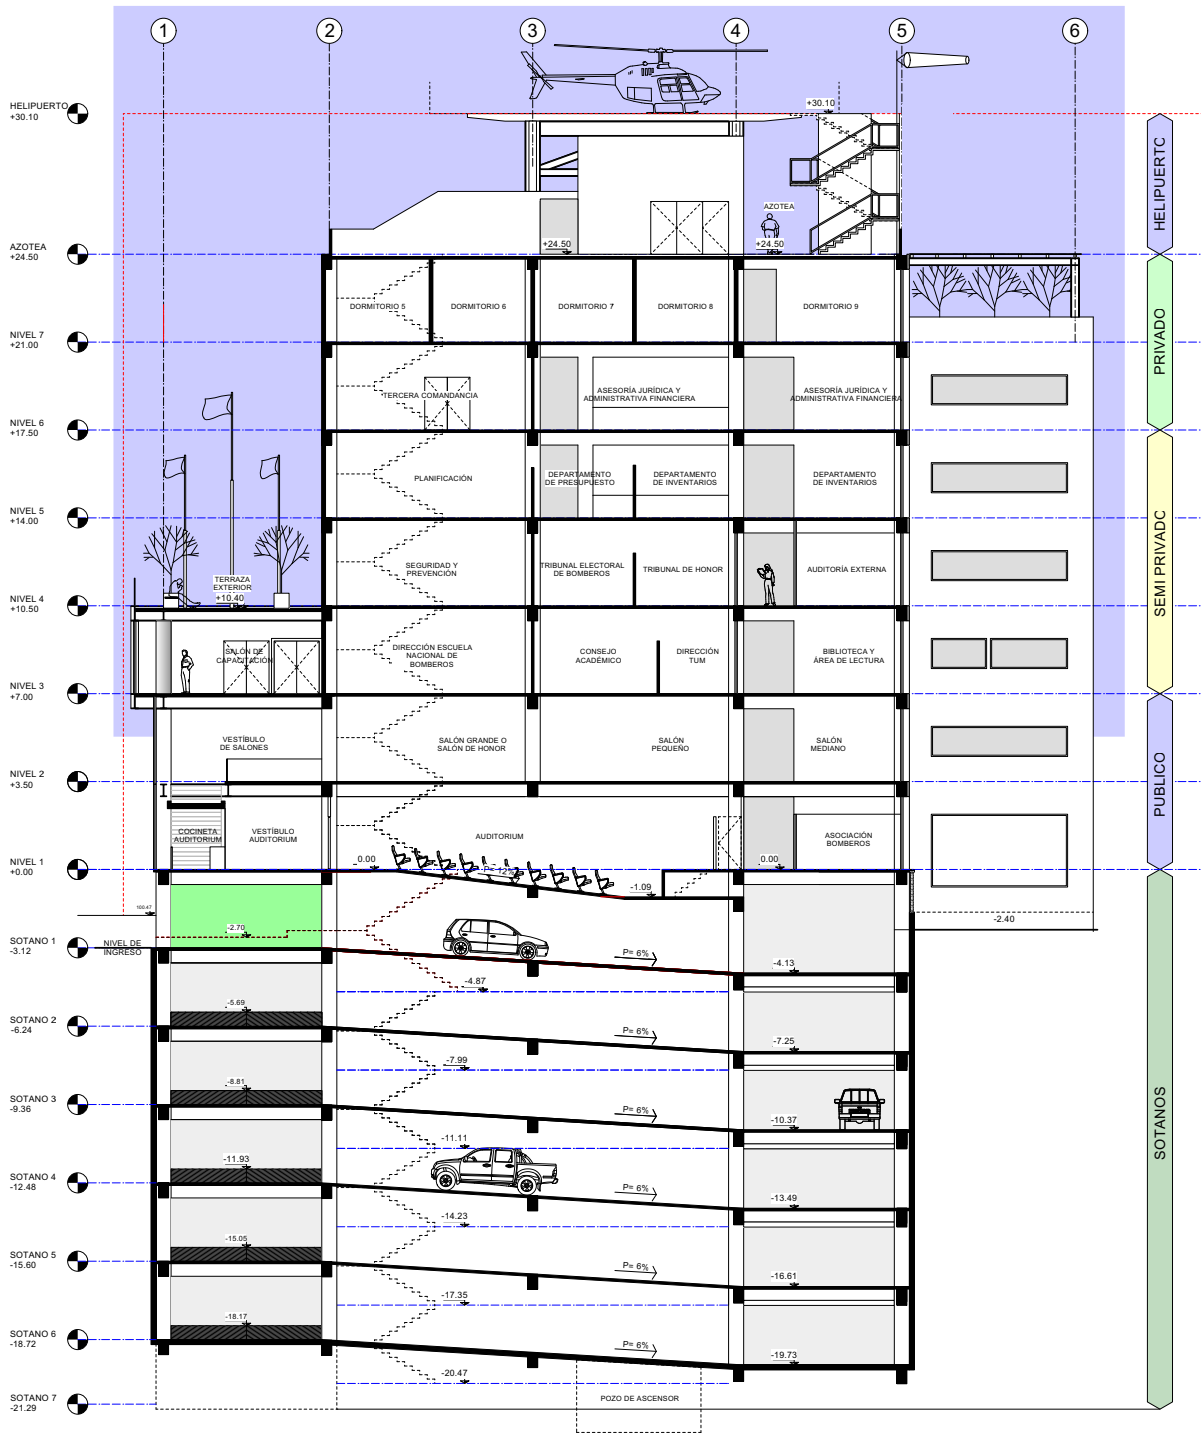 1 2 3 4 5 6
HELIPUERTO
+30.10
+30.10
AZOTEA
+24.50
+24.50
AZOTEA
+24.50
DORMITORIO 5
DORMITORIO 6
DORMITORIO 7
DORMITORIO 8
DORMITORIO 9
NIVEL 7
+21.00
TERCERA COMANDANCIA
ASESORÍA JURÍDICA Y
ADMINISTRATIVA FINANCIERA
ASESORÍA JURÍDICA Y
ADMINISTRATIVA FINANCIERA
NIVEL 6
+17.50
PLANIFICACIÓN
DEPARTAMENTO
DE PRESUPUESTO
DEPARTAMENTO
DE INVENTARIOS
DEPARTAMENTO
DE INVENTARIOS
NIVEL 5
+14.00
TERRAZA
EXTERIOR
+10.40
SEGURIDAD Y
PREVENCIÓN
TRIBUNAL ELECTORAL
DE BOMBEROS
TRIBUNAL DE HONOR
AUDITORÍA EXTERNA
NIVEL 4
+10.50
SALÓN DE
CAPACITACIÓN
DIRECCIÓN ESCUELA
NACIONAL DE
BOMBEROS
CONSEJO
ACADÉMICO
DIRECCIÓN
TUM
BIBLIOTECA Y
ÁREA DE LECTURA
NIVEL 3
+7.00
VESTÍBULO
DE SALONES
SALÓN GRANDE O
SALÓN DE HONOR
SALÓN
PEQUEÑO
SALÓN
MEDIANO
NIVEL 2
+3.50
COCINETA
AUDITORIUM
VESTÍBULO
AUDITORIUM
AUDITORIUM
ASOCIACIÓN
BOMBEROS
NIVEL 1
+0.00
0.00
P= 12%
-1.09
0.00
100.47
-2.70
-2.40
SOTANO 1
-3.12
NIVEL DE
INGRESO
P= 6%
-4.13
-4.87
-5.69
SOTANO 2
-6.24
P= 6%
-7.25
-7.99
-8.81
SOTANO 3
-9.36
P= 6%
-10.37
-11.11
-11.93
SOTANO 4
-12.48
P= 6%
-13.49
-14.23
-15.05
SOTANO 5
-15.60
P= 6%
-16.61
-17.35
-18.17
SOTANO 6
-18.72
P= 6%
-19.73
-20.47
SOTANO 7
-21.29
POZO DE ASCENSOR
HELIPUERTC
PRIVADO
SEMI PRIVADC
PUBLICO
SOTANOS